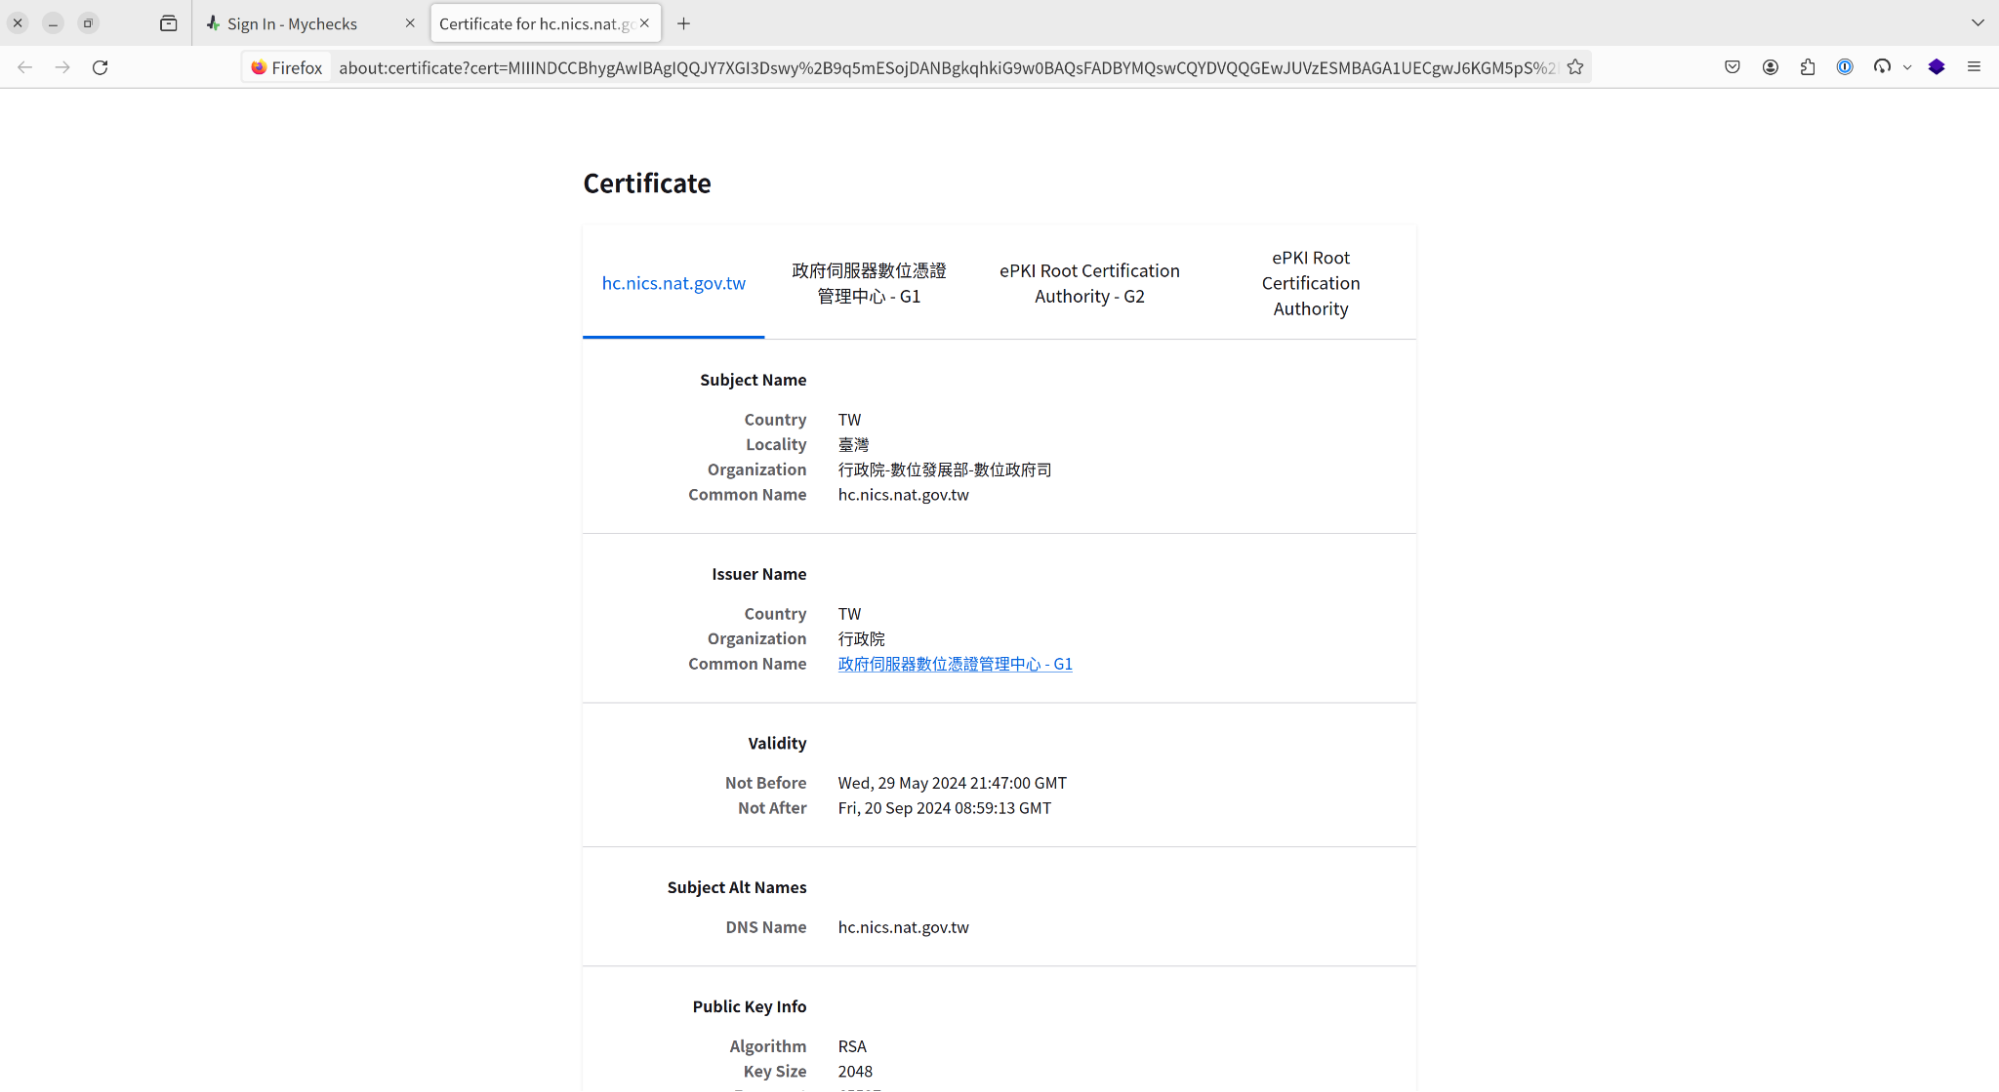 Sign In - Mychecks
Certificate for hc.nics.nat.go
Firefox
about:certificate?cert=MIIINDCCBhygAwIBAgIQQJY7XGI3Dswy%2B9q5mESojDANBgkqhkiG9w0BAQsFADBYMQswCQYDVQQGEwJUVzESMBAGA1UECgwJ6KGM5pS%2
Certificate
hc.nics.nat.gov.tw
政府伺服器數位憑證
管理中心 - G1
ePKI Root Certification
Authority - G2
ePKI Root
Certification
Authority
Subject Name
Country TW
Locality 臺灣
Organization 行政院-數位發展部-數位政府司
Common Name hc.nics.nat.gov.tw
Issuer Name
Country TW
Organization 行政院
Common Name 政府伺服器數位憑證管理中心 - G1
Validity
Not Before Wed, 29 May 2024 21:47:00 GMT
Not After Fri, 20 Sep 2024 08:59:13 GMT
Subject Alt Names
DNS Name hc.nics.nat.gov.tw
Public Key Info
Algorithm RSA
Key Size 2048